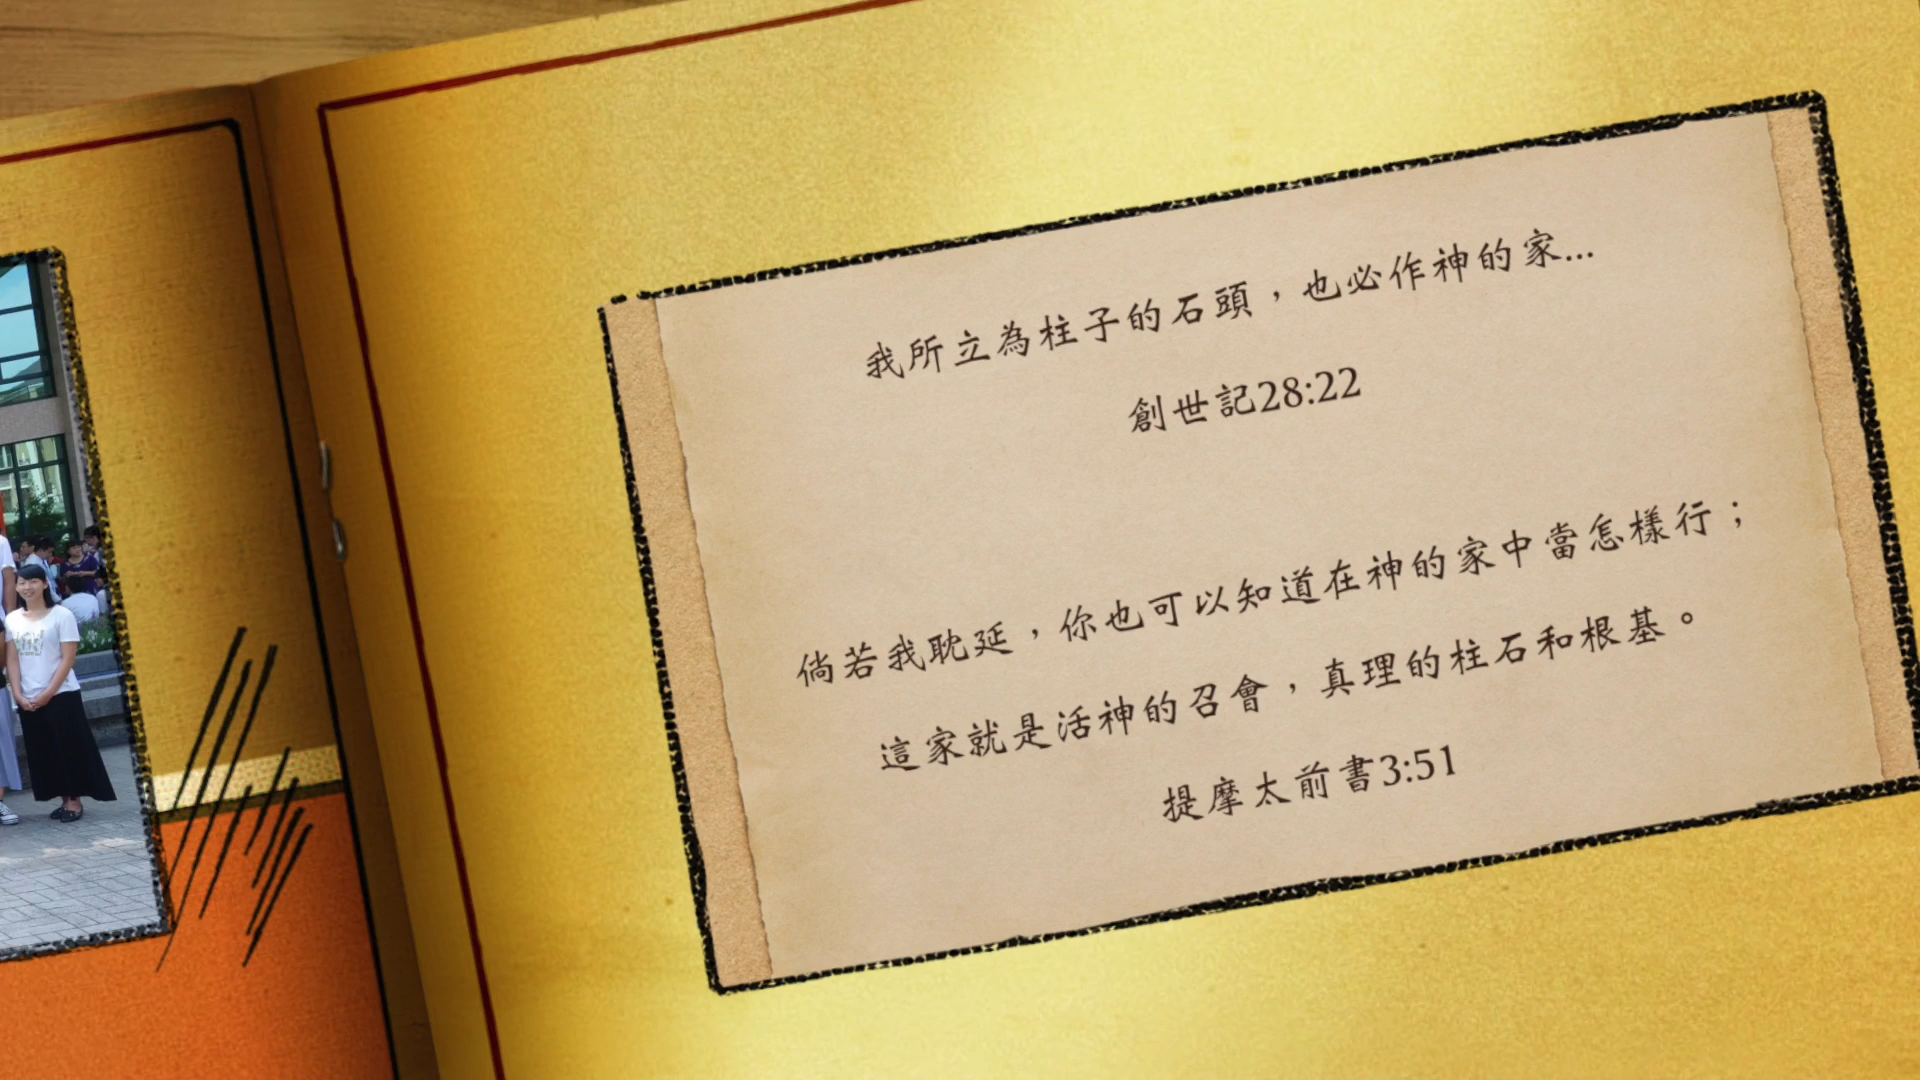 我所立為柱子的石頭，也必作神的家...
創世記28:22
倘若我耽延，你也可以知道在神的家中當怎樣行；
這家就是活神的召會，真理的柱石和根基。
提摩太前書3:51